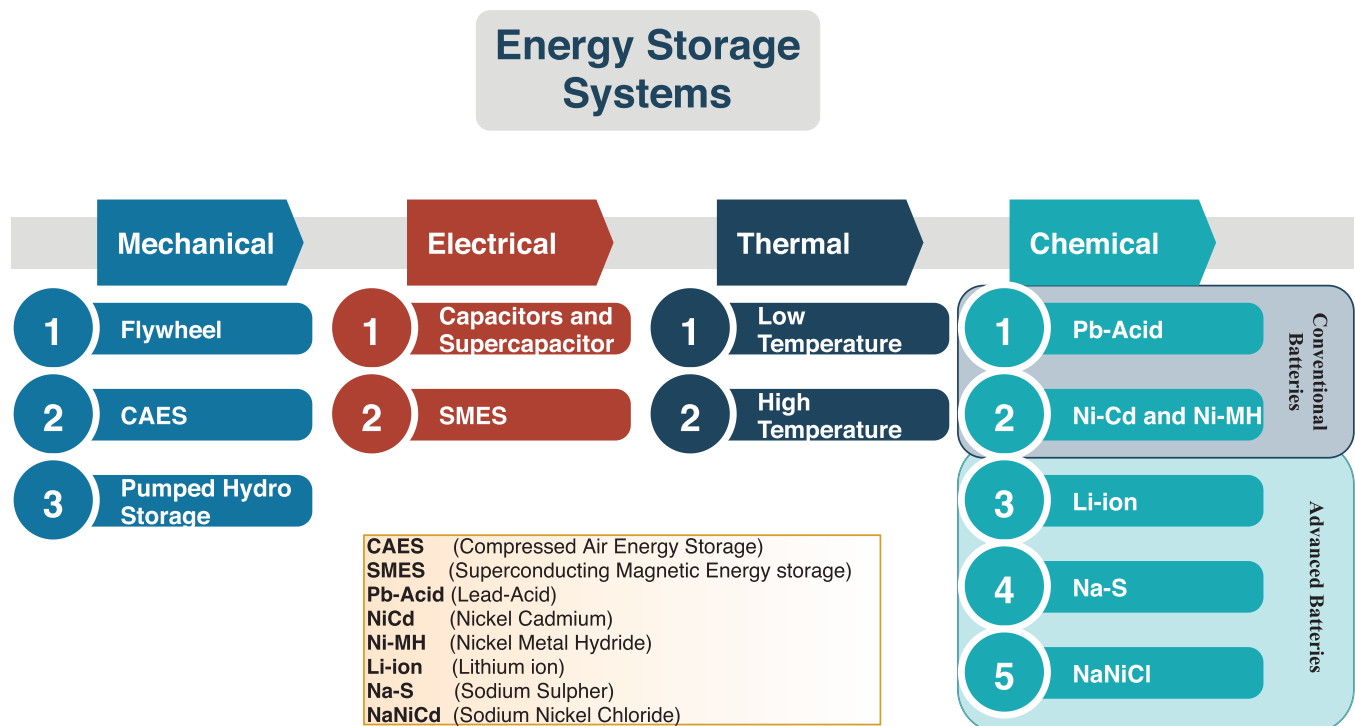 Energy Storage
Systems
Mechanical
Electrical
Thermal
Chemical
1
Flywheel
2
CAES
3
Pumped Hydro
Storage
1
Capacitors and
Supercapacitor
2
SMES
1
Low
Temperature
2
High
Temperature
1
Pb-Acid
2
Ni-Cd and Ni-MH
Conventional
Batteries
3
Li-ion
4
Na-S
5
NaNiCl
Advanced Batteries
CAES (Compressed Air Energy Storage)
SMES (Superconducting Magnetic Energy storage)
Pb-Acid (Lead-Acid)
NiCd (Nickel Cadmium)
Ni-MH (Nickel Metal Hydride)
Li-ion (Lithium ion)
Na-S (Sodium Sulpher)
NaNiCd (Sodium Nickel Chloride)